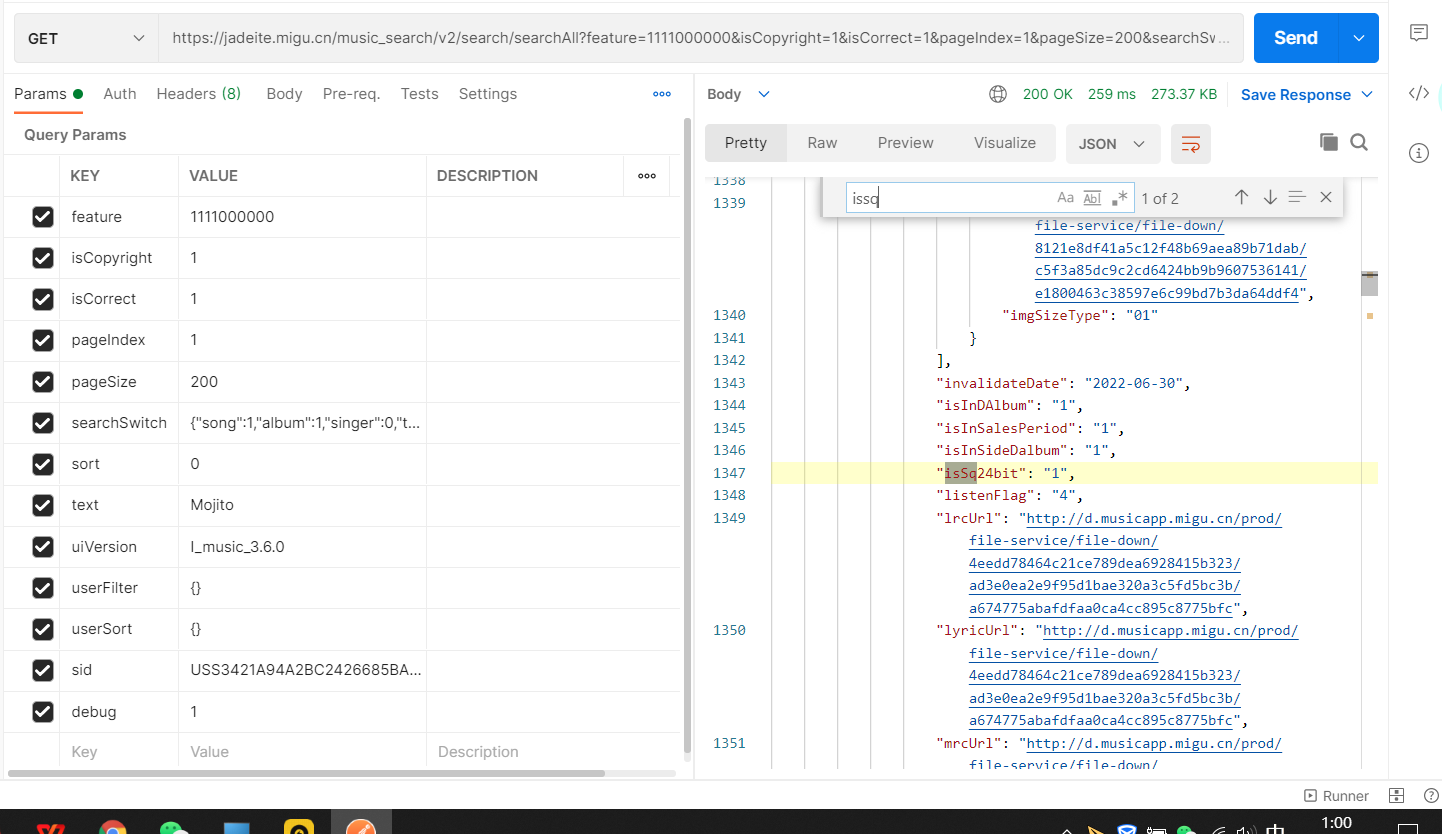 GET
https://jadeite.migu.cn/music_search/v2/search/searchAll?feature=1111000000&isCopyright=1&isCorrect=1&pageIndex=1&pageSize=200&searchSw...
Send
Params
Auth
Headers (8)
Body
Pre-req.
Tests
Settings
Query Params
KEY VALUE DESCRIPTION
feature 1111000000
isCopyright 1
isCorrect 1
pageIndex 1
pageSize 200
searchSwitch {"song":1,"album":1,"singer":0,"t...
sort 0
text Mojito
uiVersion I_music_3.6.0
userFilter {}
userSort {}
sid USS3421A94A2BC2426685BA...
debug 1
Key Value Description
Body
200 OK 259 ms 273.37 KB Save Response
Pretty Raw Preview Visualize JSON
issq Aa Abl .* 1 of 2
1338
1339
file-service/file-down/
8121e8df41a5c12f48b69aea89b71dab/
c5f3a85dc9c2cd6424bb9b9607536141/
e1800463c38597e6c99bd7b3da64ddf4",
1340 "imgSizeType": "01"
1341 }
1342 ],
1343 "invalidateDate": "2022-06-30",
1344 "isInDAlbum": "1",
1345 "isInSalesPeriod": "1",
1346 "isInSideDalbum": "1",
1347 "isSq24bit": "1",
1348 "listenFlag": "4",
1349 "lrcUrl": "http://d.musicapp.migu.cn/prod/
file-service/file-down/
4eedd78464c21ce789dea6928415b323/
ad3e0ea2e9f95d1bae320a3c5fd5bc3b/
a674775abafdfaa0ca4cc895c8775bfc",
1350 "lyricUrl": "http://d.musicapp.migu.cn/prod/
file-service/file-down/
4eedd78464c21ce789dea6928415b323/
ad3e0ea2e9f95d1bae320a3c5fd5bc3b/
a674775abafdfaa0ca4cc895c8775bfc",
1351 "mrcUrl": "http://d.musicapp.migu.cn/prod/
file-service/file-down/
Runner
中
1:00